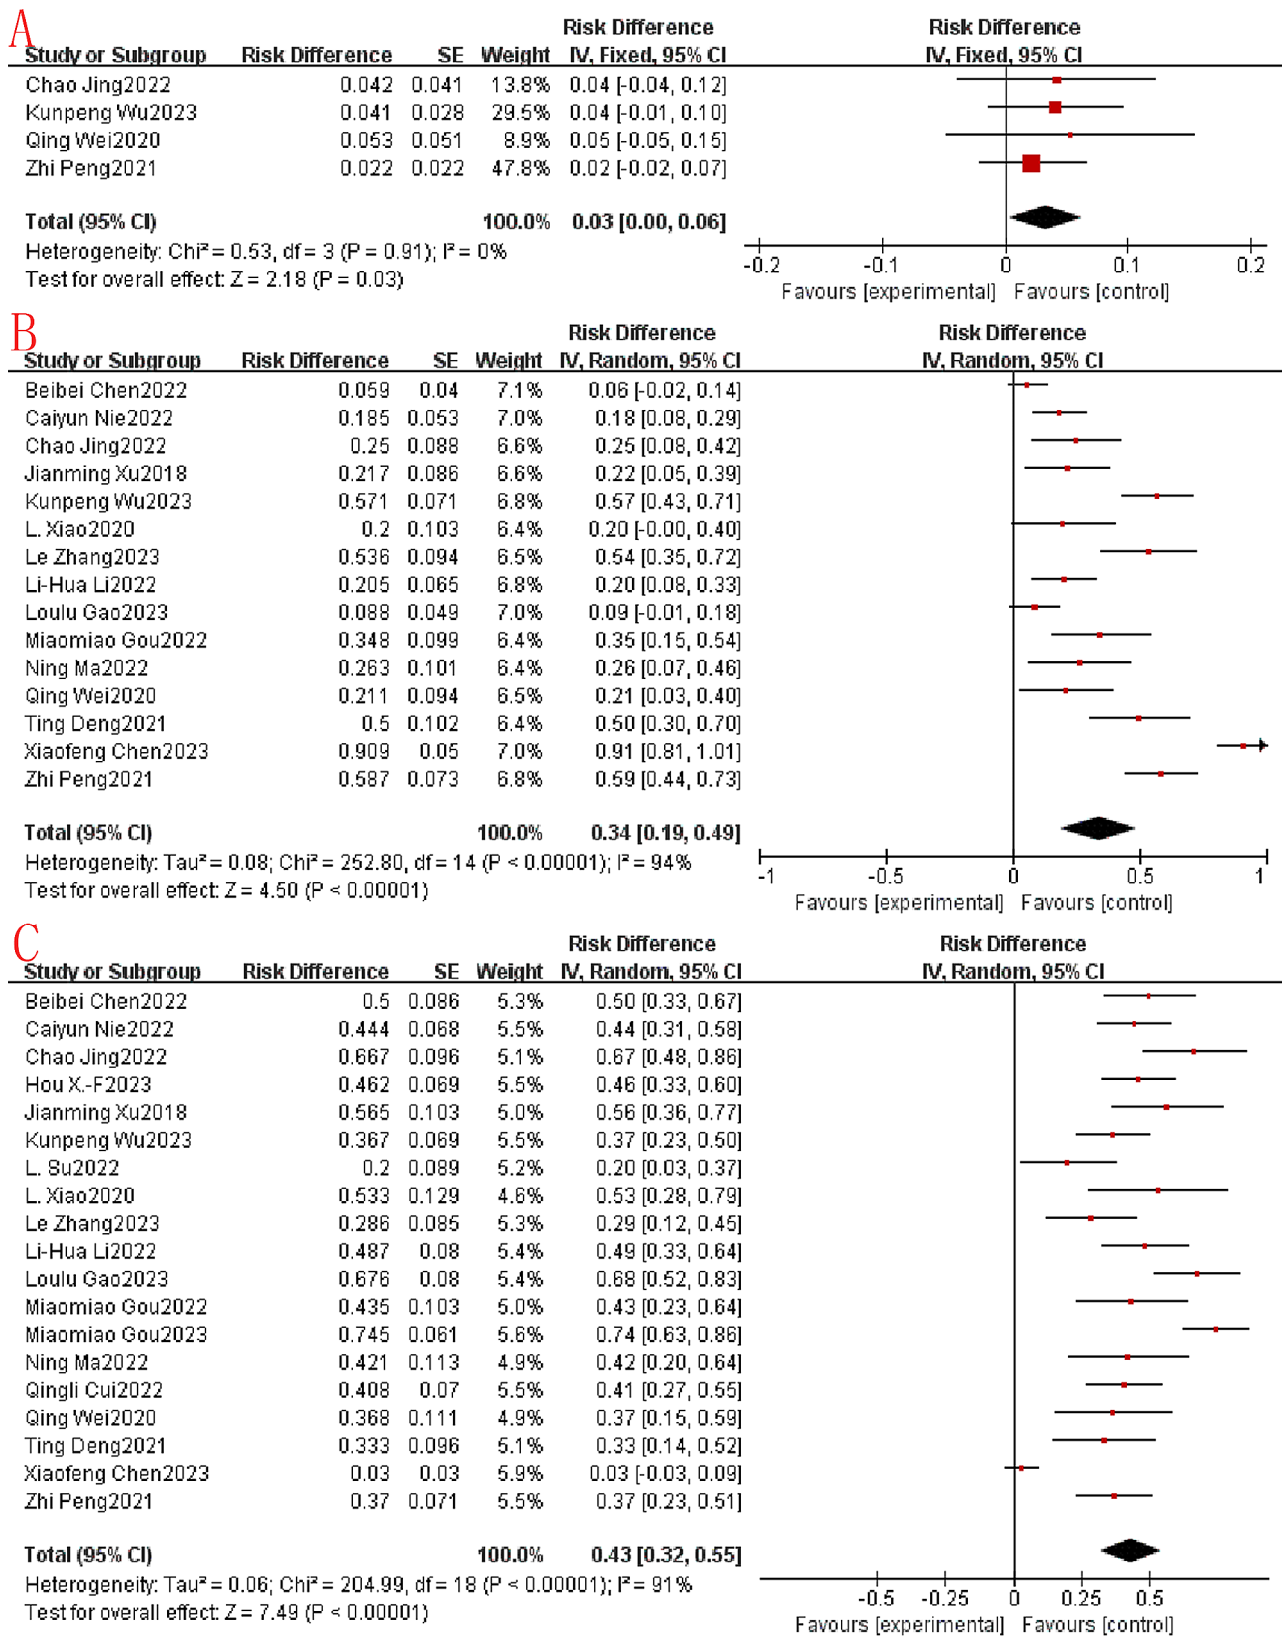 A
Risk Difference Risk Difference
Study or Subgroup Risk Difference SE Weight IV, Fixed, 95% CI IV, Fixed, 95% CI
Chao Jing2022 0.042 0.041 13.8% 0.04 [-0.04, 0.12]
Kunpeng Wu2023 0.041 0.028 29.5% 0.04 [-0.01, 0.10]
Qing Wei2020 0.053 0.051 8.9% 0.05 [-0.05, 0.15]
Zhi Peng2021 0.022 0.022 47.8% 0.02 [-0.02, 0.07]
Total (95% CI) 100.0% 0.03 [0.00, 0.06]
Heterogeneity: Chi² = 0.53, df = 3 (P = 0.91); I² = 0%
Test for overall effect: Z = 2.18 (P = 0.03)
-0.2 -0.1 0 0.1 0.2
Favours [experimental] Favours [control]
B
Risk Difference Risk Difference
Study or Subgroup Risk Difference SE Weight IV, Random, 95% CI IV, Random, 95% CI
Beibei Chen2022 0.059 0.04 7.1% 0.06 [-0.02, 0.14]
Caiyun Nie2022 0.185 0.053 7.0% 0.18 [0.08, 0.29]
Chao Jing2022 0.25 0.088 6.6% 0.25 [0.08, 0.42]
Jianming Xu2018 0.217 0.086 6.6% 0.22 [0.05, 0.39]
Kunpeng Wu2023 0.571 0.071 6.8% 0.57 [0.43, 0.71]
L. Xiao2020 0.2 0.103 6.4% 0.20 [-0.00, 0.40]
Le Zhang2023 0.536 0.094 6.5% 0.54 [0.35, 0.72]
Li-Hua Li2022 0.205 0.065 6.8% 0.20 [0.08, 0.33]
Loulu Gao2023 0.088 0.049 7.0% 0.09 [-0.01, 0.18]
Miaomiao Gou2022 0.348 0.099 6.4% 0.35 [0.15, 0.54]
Ning Ma2022 0.263 0.101 6.4% 0.26 [0.07, 0.46]
Qing Wei2020 0.211 0.094 6.5% 0.21 [0.03, 0.40]
Ting Deng2021 0.5 0.102 6.4% 0.50 [0.30, 0.70]
Xiaofeng Chen2023 0.909 0.05 7.0% 0.91 [0.81, 1.01]
Zhi Peng2021 0.587 0.073 6.8% 0.59 [0.44, 0.73]
Total (95% CI) 100.0% 0.34 [0.19, 0.49]
Heterogeneity: Tau² = 0.08; Chi² = 252.80, df = 14 (P < 0.00001); I² = 94%
Test for overall effect: Z = 4.50 (P < 0.00001)
-1 -0.5 0 0.5 1
Favours [experimental] Favours [control]
C
Risk Difference Risk Difference
Study or Subgroup Risk Difference SE Weight IV, Random, 95% CI IV, Random, 95% CI
Beibei Chen2022 0.5 0.086 5.3% 0.50 [0.33, 0.67]
Caiyun Nie2022 0.444 0.068 5.5% 0.44 [0.31, 0.58]
Chao Jing2022 0.667 0.096 5.1% 0.67 [0.48, 0.86]
Hou X.-F2023 0.462 0.069 5.5% 0.46 [0.33, 0.60]
Jianming Xu2018 0.565 0.103 5.0% 0.56 [0.36, 0.77]
Kunpeng Wu2023 0.367 0.069 5.5% 0.37 [0.23, 0.50]
L. Su2022 0.2 0.089 5.2% 0.20 [0.03, 0.37]
L. Xiao2020 0.533 0.129 4.6% 0.53 [0.28, 0.79]
Le Zhang2023 0.286 0.085 5.3% 0.29 [0.12, 0.45]
Li-Hua Li2022 0.487 0.08 5.4% 0.49 [0.33, 0.64]
Loulu Gao2023 0.676 0.08 5.4% 0.68 [0.52, 0.83]
Miaomiao Gou2022 0.435 0.103 5.0% 0.43 [0.23, 0.64]
Miaomiao Gou2023 0.745 0.061 5.6% 0.74 [0.63, 0.86]
Ning Ma2022 0.421 0.113 4.9% 0.42 [0.20, 0.64]
Qingli Cui2022 0.408 0.07 5.5% 0.41 [0.27, 0.55]
Qing Wei2020 0.368 0.111 4.9% 0.37 [0.15, 0.59]
Ting Deng2021 0.333 0.096 5.1% 0.33 [0.14, 0.52]
Xiaofeng Chen2023 0.03 0.03 5.9% 0.03 [-0.03, 0.09]
Zhi Peng2021 0.37 0.071 5.5% 0.37 [0.23, 0.51]
Total (95% CI) 100.0% 0.43 [0.32, 0.55]
Heterogeneity: Tau² = 0.06; Chi² = 204.99, df = 18 (P < 0.00001); I² = 91%
Test for overall effect: Z = 7.49 (P < 0.00001)
-0.5 -0.25 0 0.25 0.5
Favours [experimental] Favours [control]